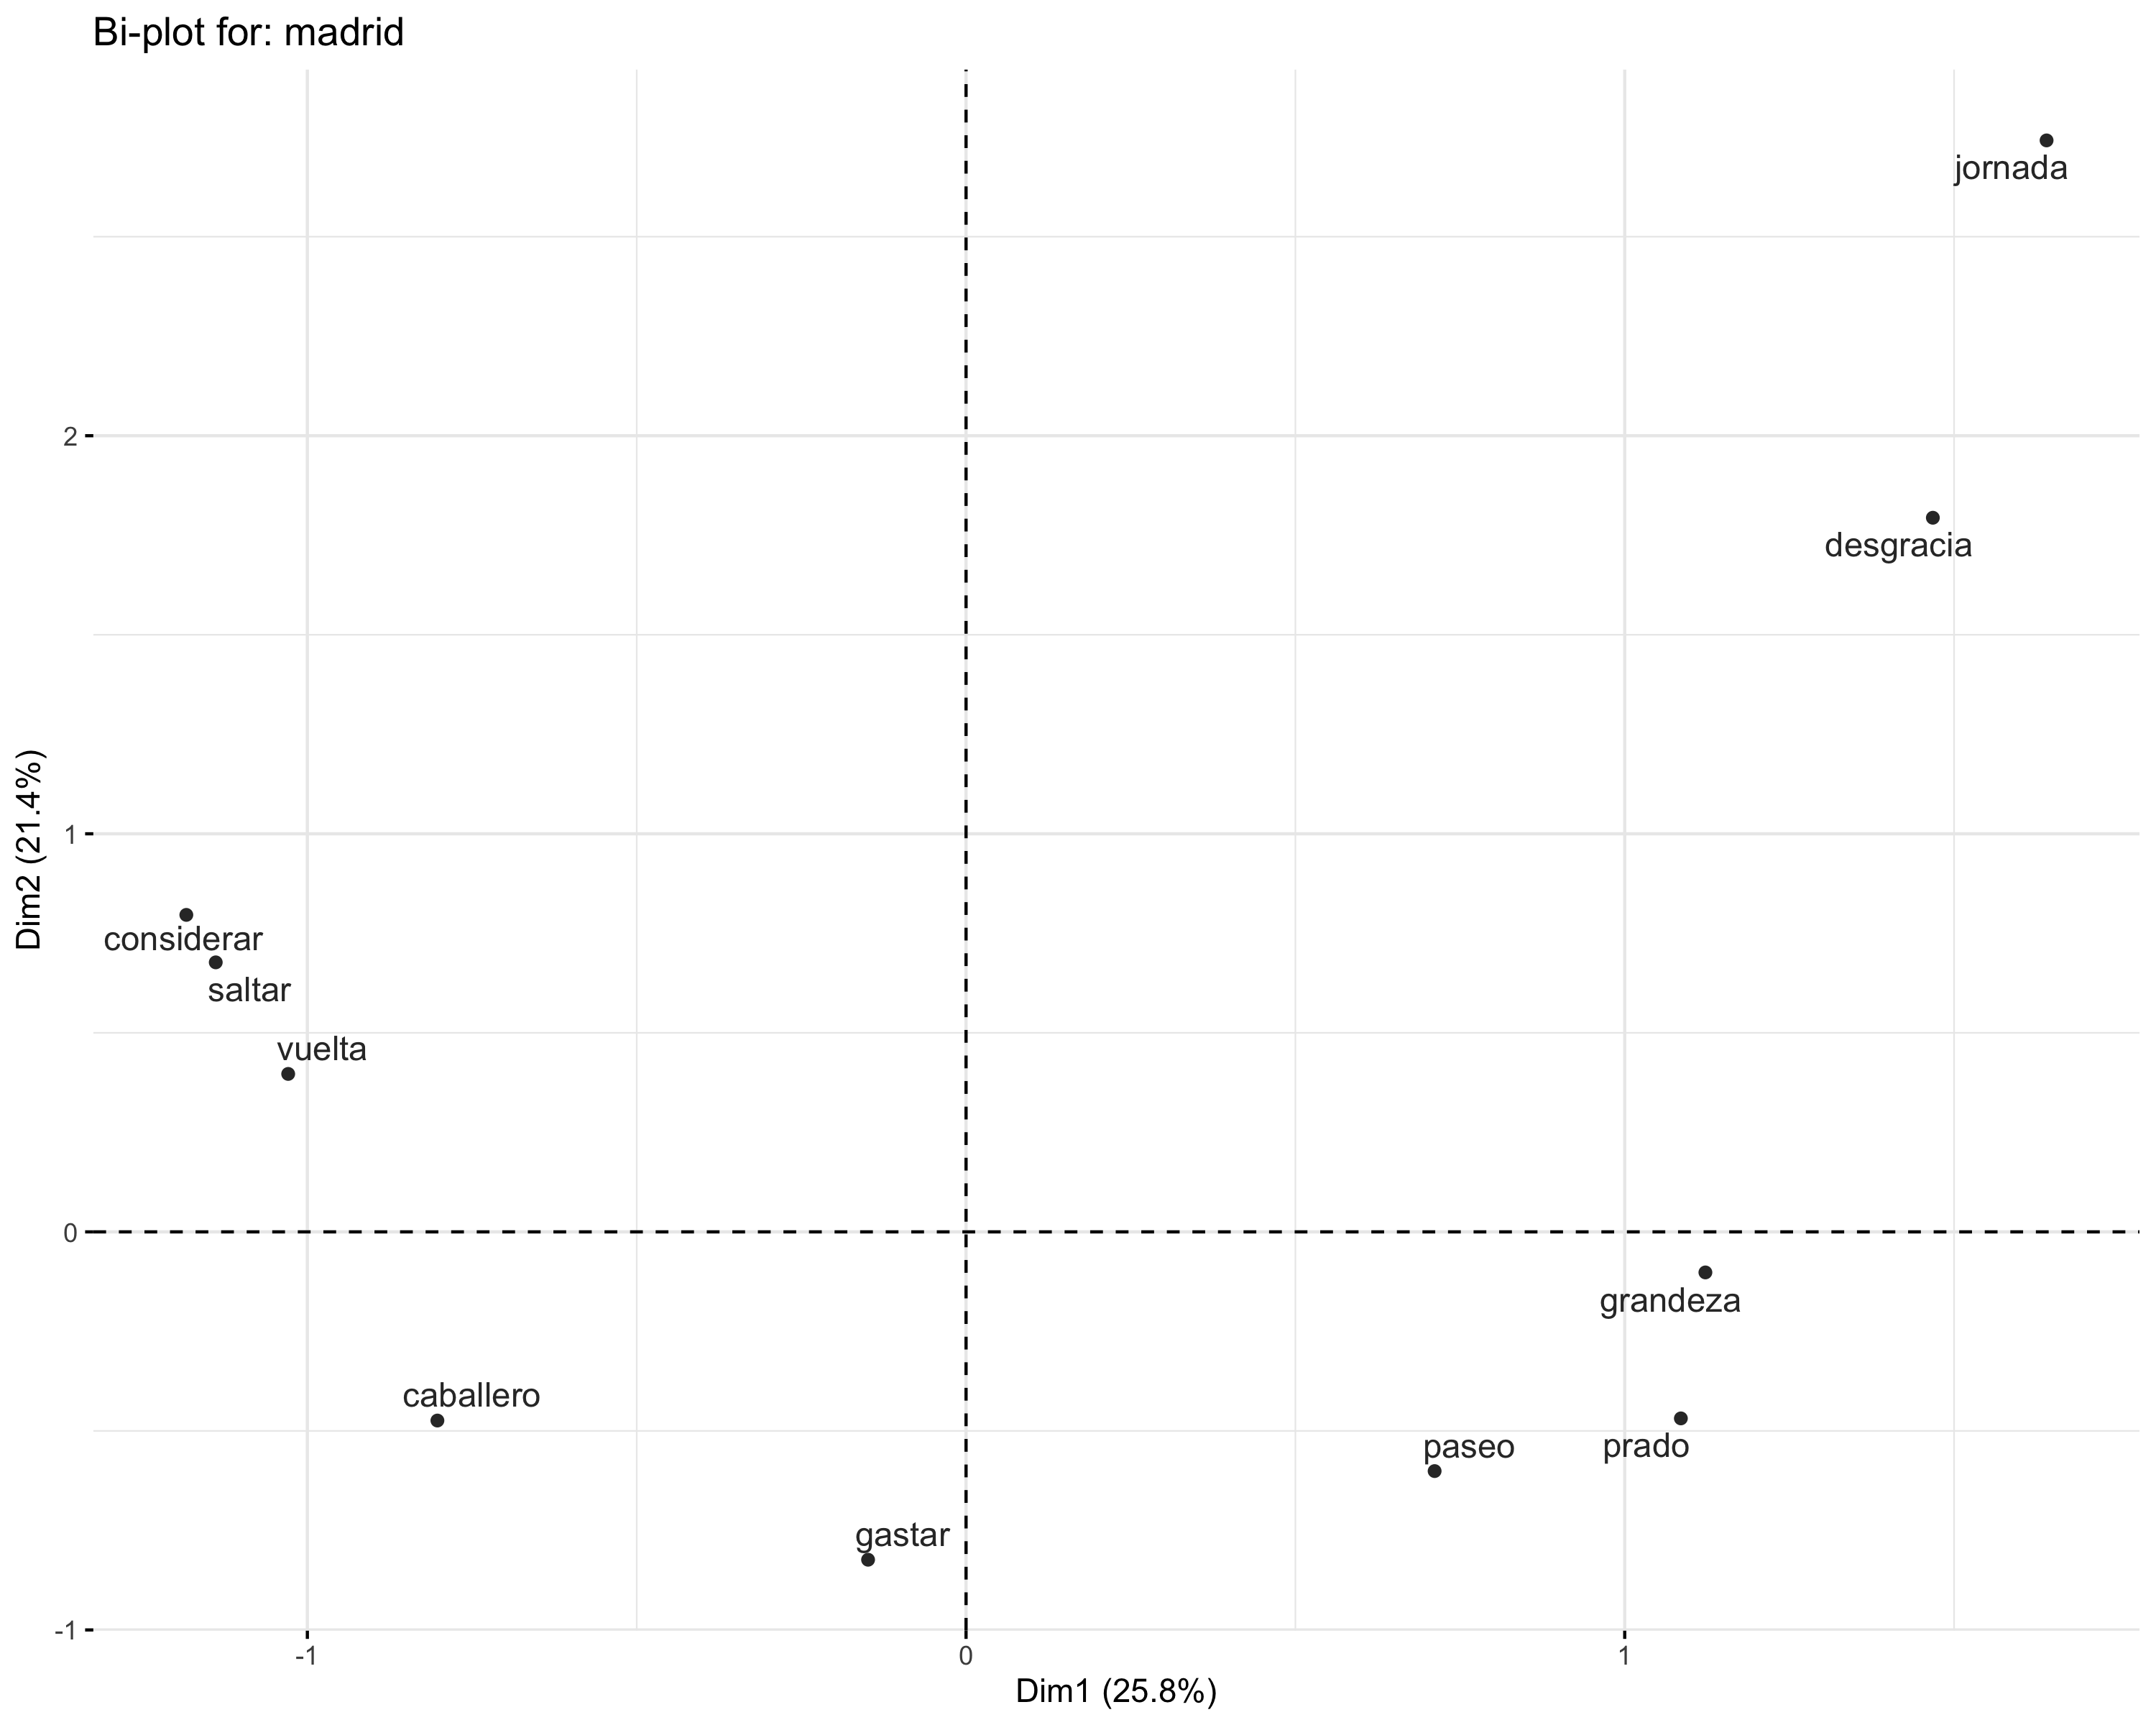 Bi-plot for: madrid
jornada
2
desgracia
Dim2 (21.4%)
1
considerar
saltar
vuelta
0
grandeza
caballero
paseo
prado
gastar
-1
-1
0
1
Dim1 (25.8%)